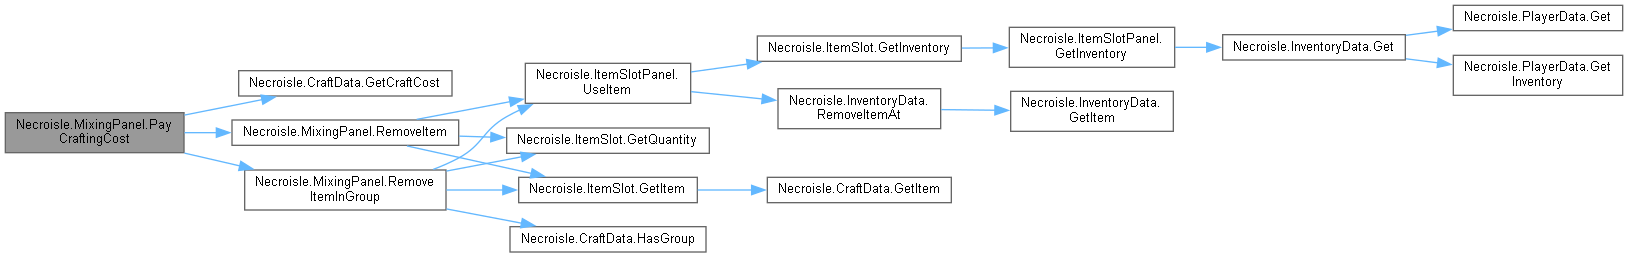 Necroisle.MixingPanel.Pay
CraftingCost
Necroisle.CraftData.GetCraftCost
Necroisle.MixingPanel.RemoveItem
Necroisle.MixingPanel.Remove
ItemInGroup
Necroisle.ItemSlotPanel.
UseItem
Necroisle.ItemSlot.GetQuantity
Necroisle.ItemSlot.GetItem
Necroisle.CraftData.HasGroup
Necroisle.ItemSlot.GetInventory
Necroisle.InventoryData.
RemoveItemAt
Necroisle.CraftData.GetItem
Necroisle.ItemSlotPanel.
GetInventory
Necroisle.InventoryData.
GetItem
Necroisle.InventoryData.Get
Necroisle.PlayerData.Get
Necroisle.PlayerData.Get
Inventory